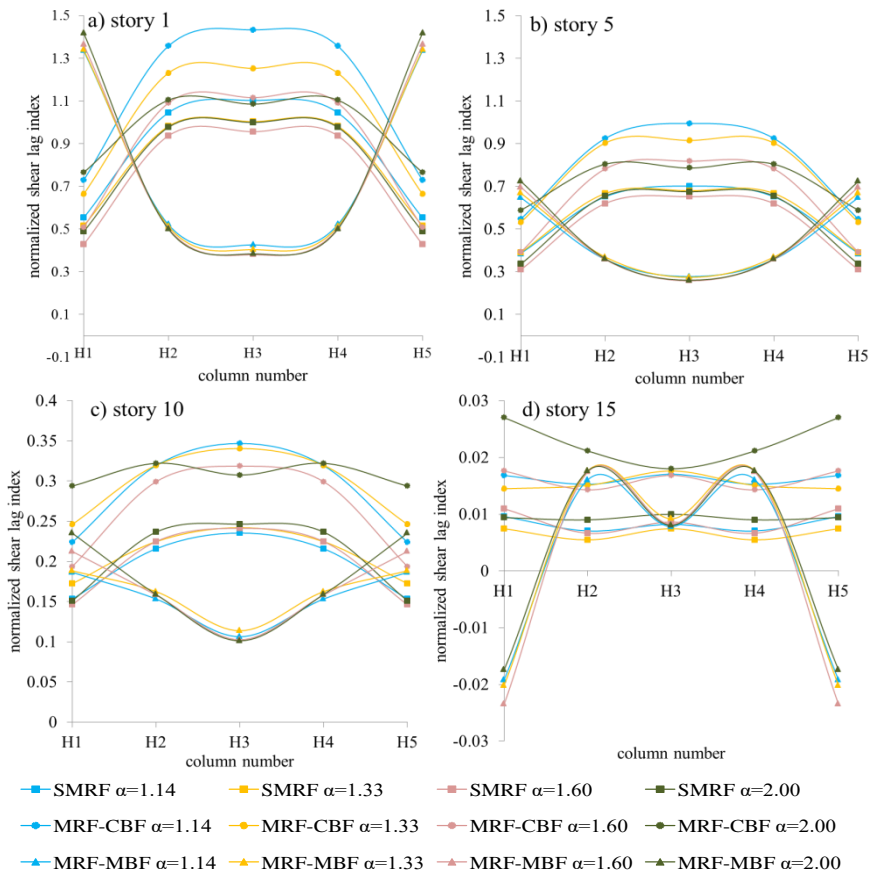 a) story 1
normalized shear lag index
1.5
1.3
1.1
0.9
0.7
0.5
0.3
0.1
-0.1
H1 H2 H3 H4 H5
column number
b) story 5
normalized shear lag index
1.5
1.3
1.1
0.9
0.7
0.5
0.3
0.1
-0.1
H1 H2 H3 H4 H5
column number
c) story 10
normalized shear lag index
0.4
0.35
0.3
0.25
0.2
0.15
0.1
0.05
0
H1 H2 H3 H4 H5
column number
d) story 15
normalized shear lag index
0.03
0.02
0.01
0
-0.01
-0.02
-0.03
H1 H2 H3 H4 H5
column number
SMRF α=1.14 SMRF α=1.33 SMRF α=1.60 SMRF α=2.00
MRF-CBF α=1.14 MRF-CBF α=1.33 MRF-CBF α=1.60 MRF-CBF α=2.00
MRF-MBF α=1.14 MRF-MBF α=1.33 MRF-MBF α=1.60 MRF-MBF α=2.00